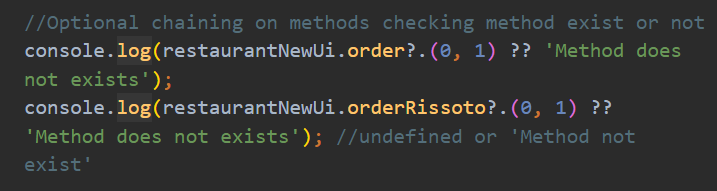 //Optional chaining on methods checking method exist or not
console.log(restaurantNewUi.order?.(0, 1) ?? 'Method does
not exists');
console.log(restaurantNewUi.orderRissoto?.(0, 1) ??
'Method does not exists'); //undefined or 'Method not
exist'